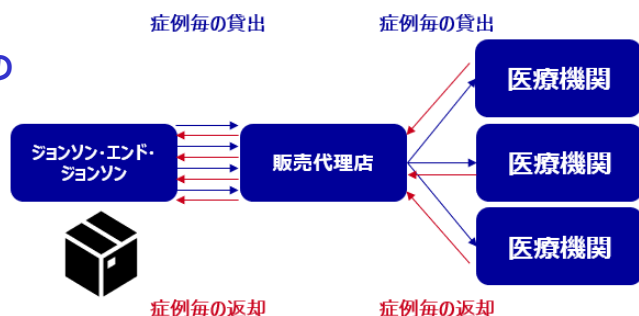 症例毎の貸出
症例毎の貸出
の
医療機関
ジョンソン・エンド・
ジョンソン
販売代理店
医療機関
医療機関
症例毎の返却
症例毎の返却